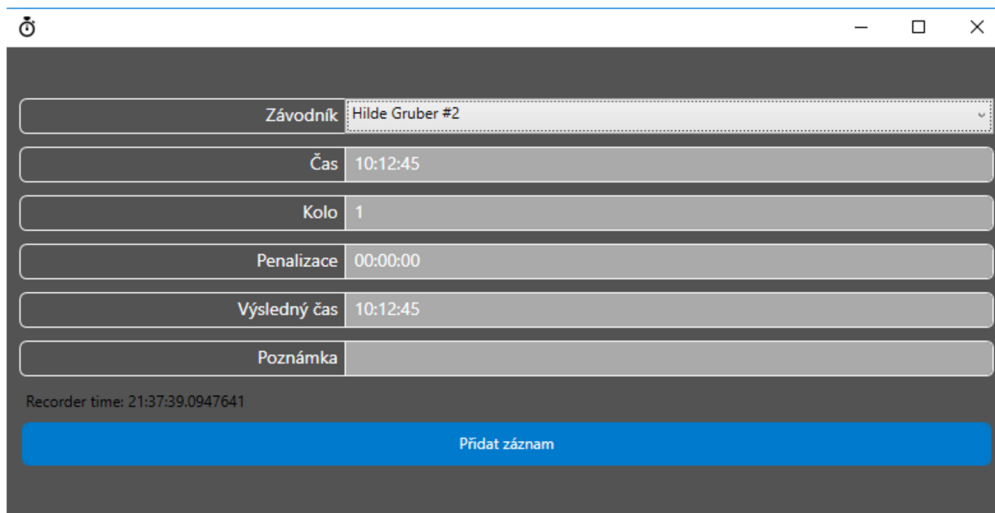 Závodník Hilde Gruber #2
Čas 10:12:45
Kolo 1
Penalizace 00:00:00
Výsledný čas 10:12:45
Poznámka
Recorder time: 21:37:39.0947641
Přidat záznam